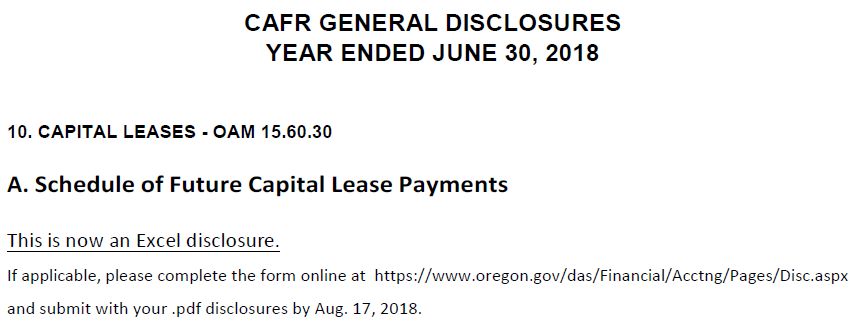 CAFR GENERAL DISCLOSURES
YEAR ENDED JUNE 30, 2018
10. CAPITAL LEASES - OAM 15.60.30
A. Schedule of Future Capital Lease Payments
This is now an Excel disclosure.
If applicable, please complete the form online at  https://www.oregon.gov/das/Financial/Acctng/Pages/Disc.aspx
and submit with your .pdf disclosures by Aug. 17, 2018.